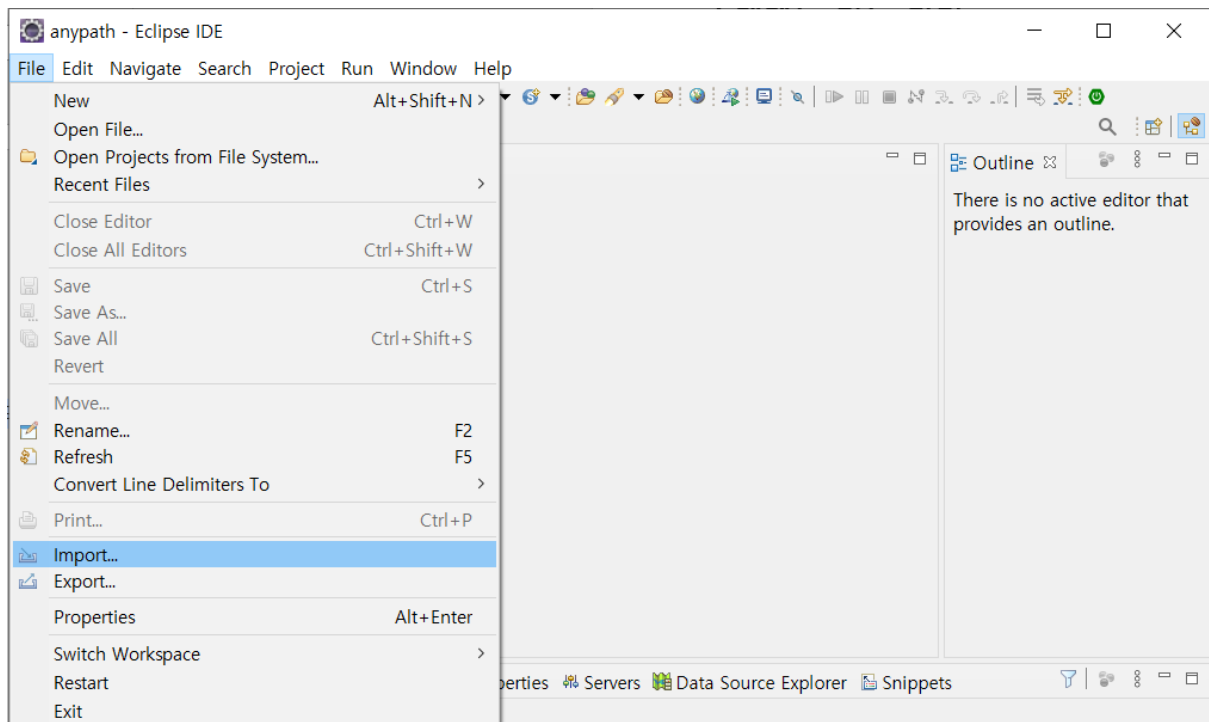 anypath - Eclipse IDE
File Edit Navigate Search Project Run Window Help
New Alt+Shift+N >
Open File...
Open Projects from File System...
Recent Files >
Close Editor Ctrl+W
Close All Editors Ctrl+Shift+W
Save Ctrl+S
Save As...
Save All Ctrl+Shift+S
Revert
Move...
Rename... F2
Refresh F5
Convert Line Delimiters To >
Print... Ctrl+P
Import...
Export...
Properties Alt+Enter
Switch Workspace >
Restart
Exit
Outline
There is no active editor that
provides an outline.
perties Servers Data Source Explorer Snippets